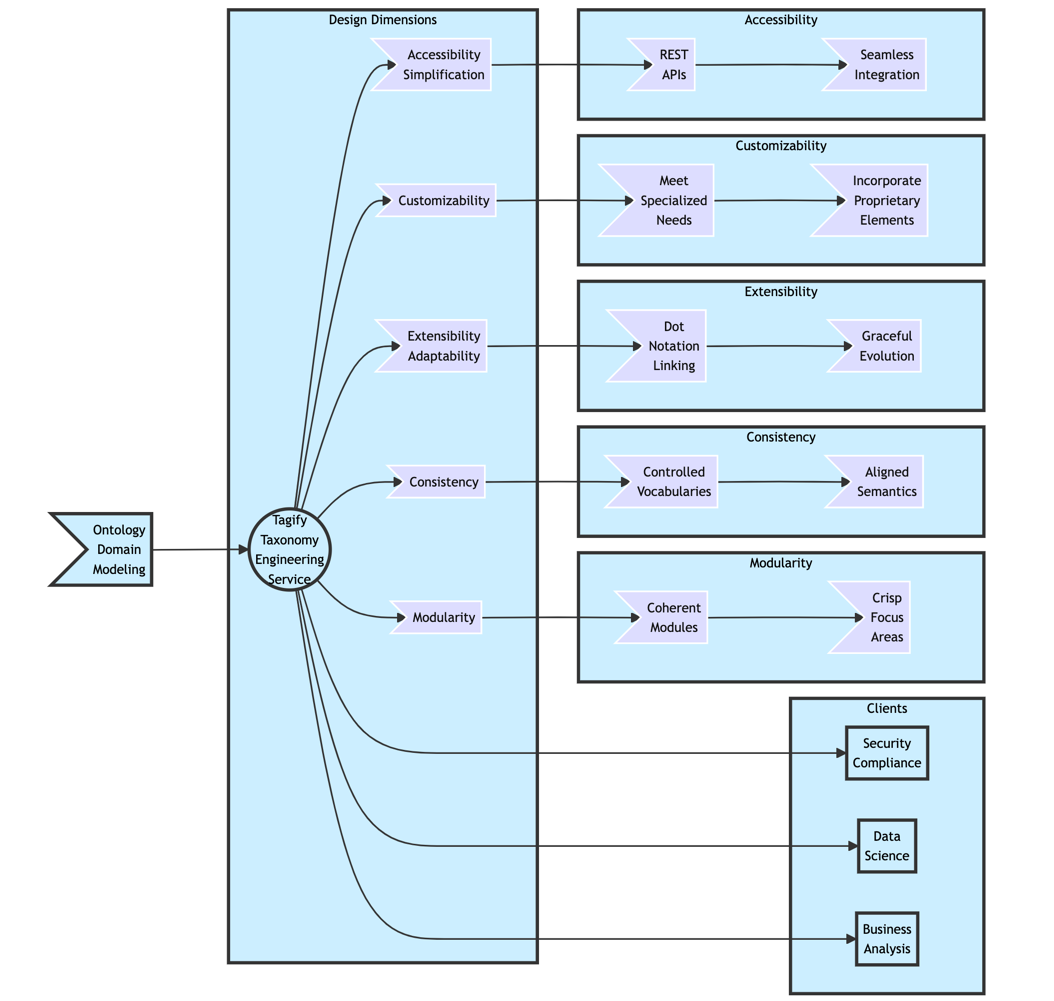 Design Dimensions
Accessibility
Accessibility
Simplification
REST
APIs
Seamless
Integration
Customizability
Customizability
Meet
Specialized
Needs
Incorporate
Proprietary
Elements
Extensibility
Extensibility
Adaptability
Dot
Notation
Linking
Graceful
Evolution
Consistency
Consistency
Controlled
Vocabularies
Aligned
Semantics
Ontology
Domain
Modeling
Tagify
Taxonomy
Engineering
Service
Modularity
Modularity
Coherent
Modules
Crisp
Focus
Areas
Clients
Security
Compliance
Data
Science
Business
Analysis